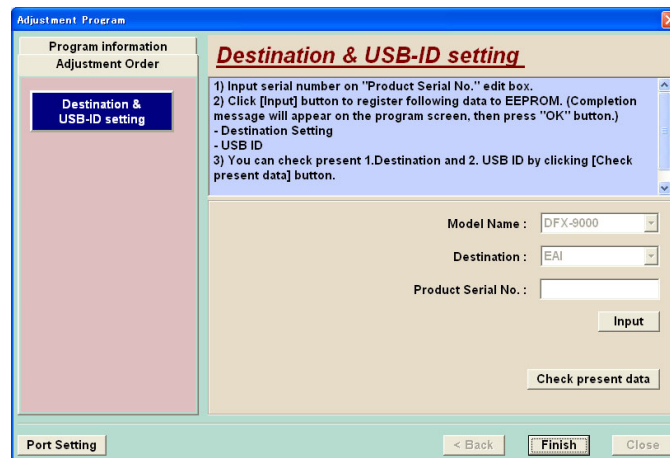 Adjustment Program
Program information
Adjustment Order
Destination &
USB-ID setting
Destination & USB-ID setting
1) Input serial number on "Product Serial No." edit box.
2) Click [Input] button to register following data to EEPROM. (Completion
message will appear on the program screen, then press "OK" button.)
- Destination Setting
- USB ID
3) You can check present 1.Destination and 2. USB ID by clicking [Check
present data] button.
Model Name : DFX-9000
Destination : EAI
Product Serial No. :
Input
Check present data
Port Setting
< Back
Finish
Close